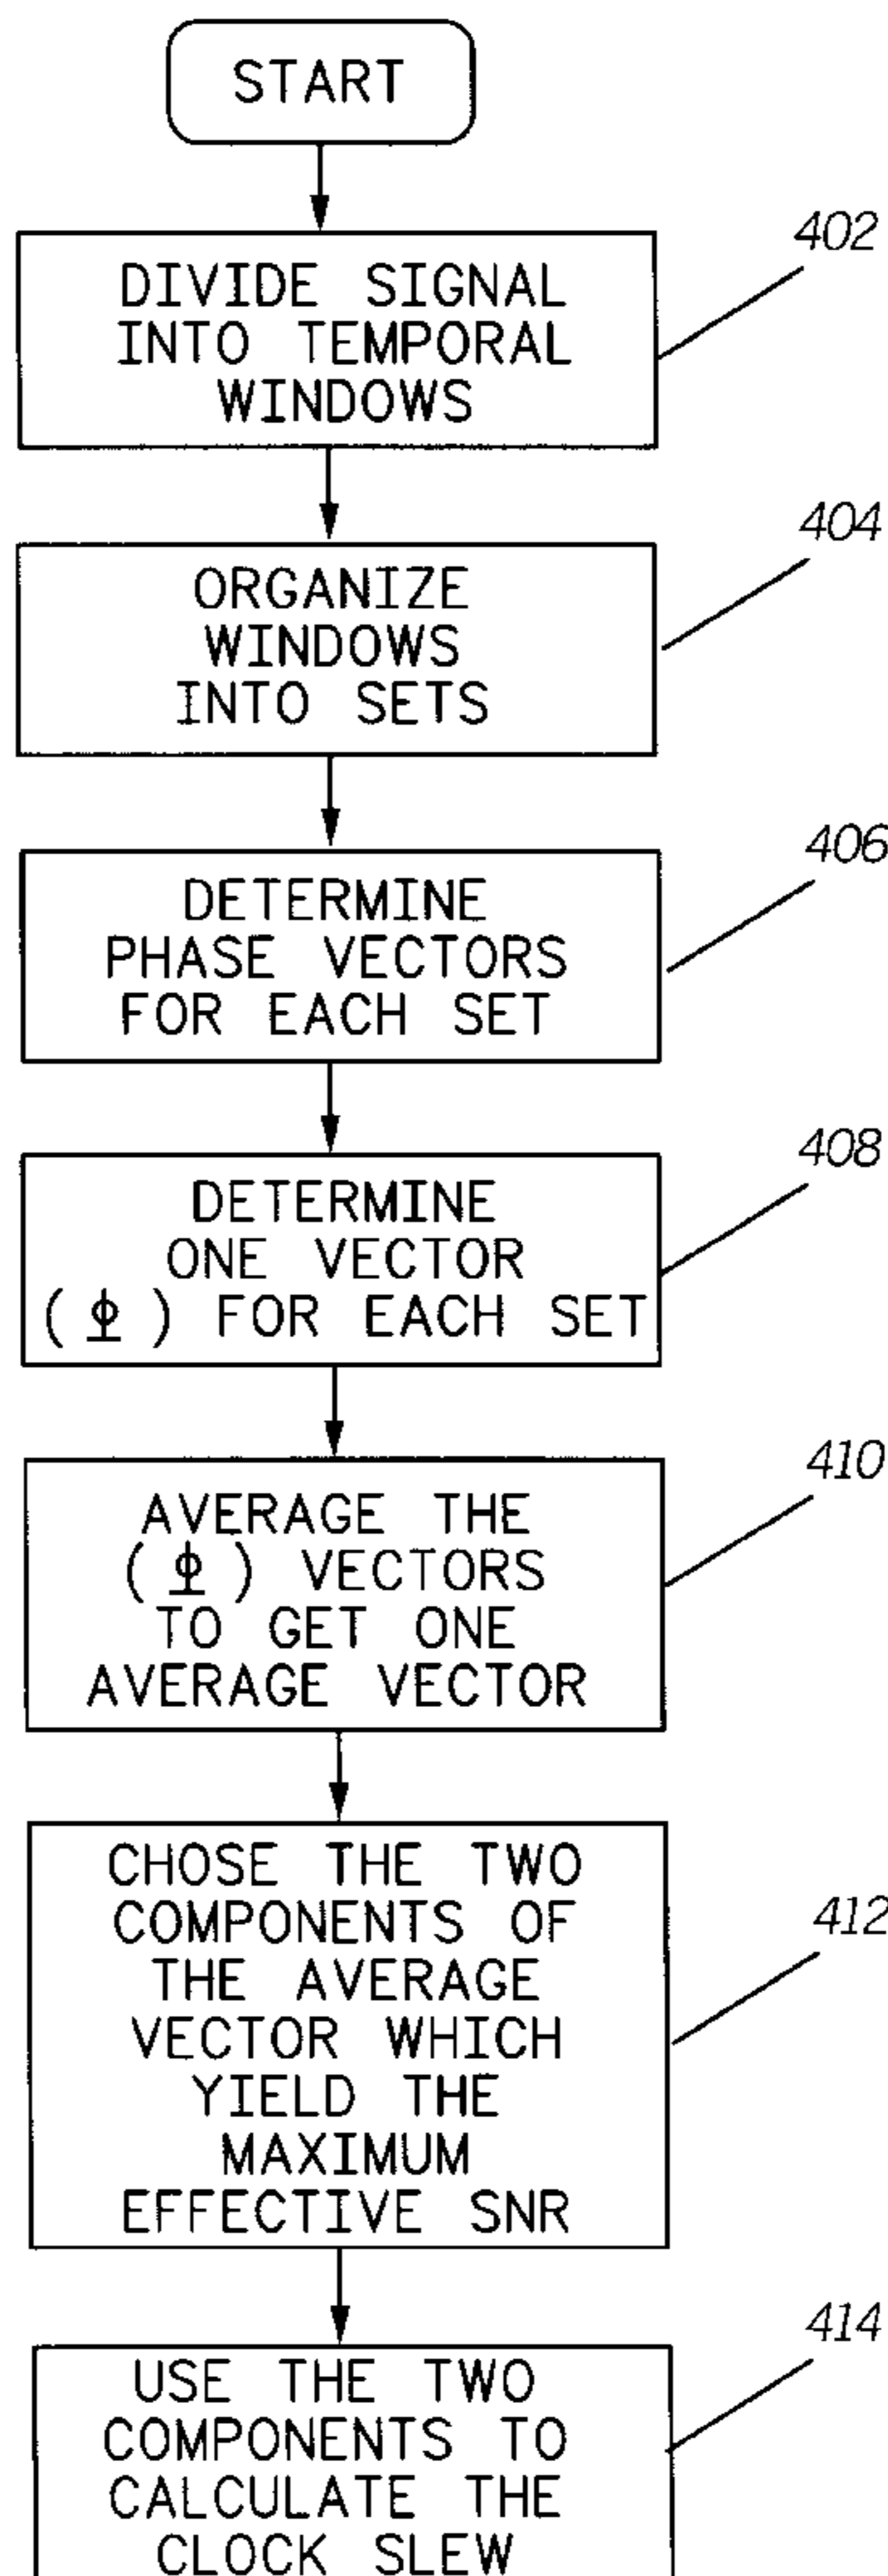 START
402
DIVIDE SIGNAL
INTO TEMPORAL
WINDOWS
404
ORGANIZE
WINDOWS
INTO SETS
406
DETERMINE
PHASE VECTORS
FOR EACH SET
408
DETERMINE
ONE VECTOR
( ϕ ) FOR EACH SET
410
AVERAGE THE
( ϕ ) VECTORS
TO GET ONE
AVERAGE VECTOR
412
CHOSE THE TWO
COMPONENTS OF
THE AVERAGE
VECTOR WHICH
YIELD THE
MAXIMUM
EFFECTIVE SNR
414
USE THE TWO
COMPONENTS TO
CALCULATE THE
CLOCK SLEW